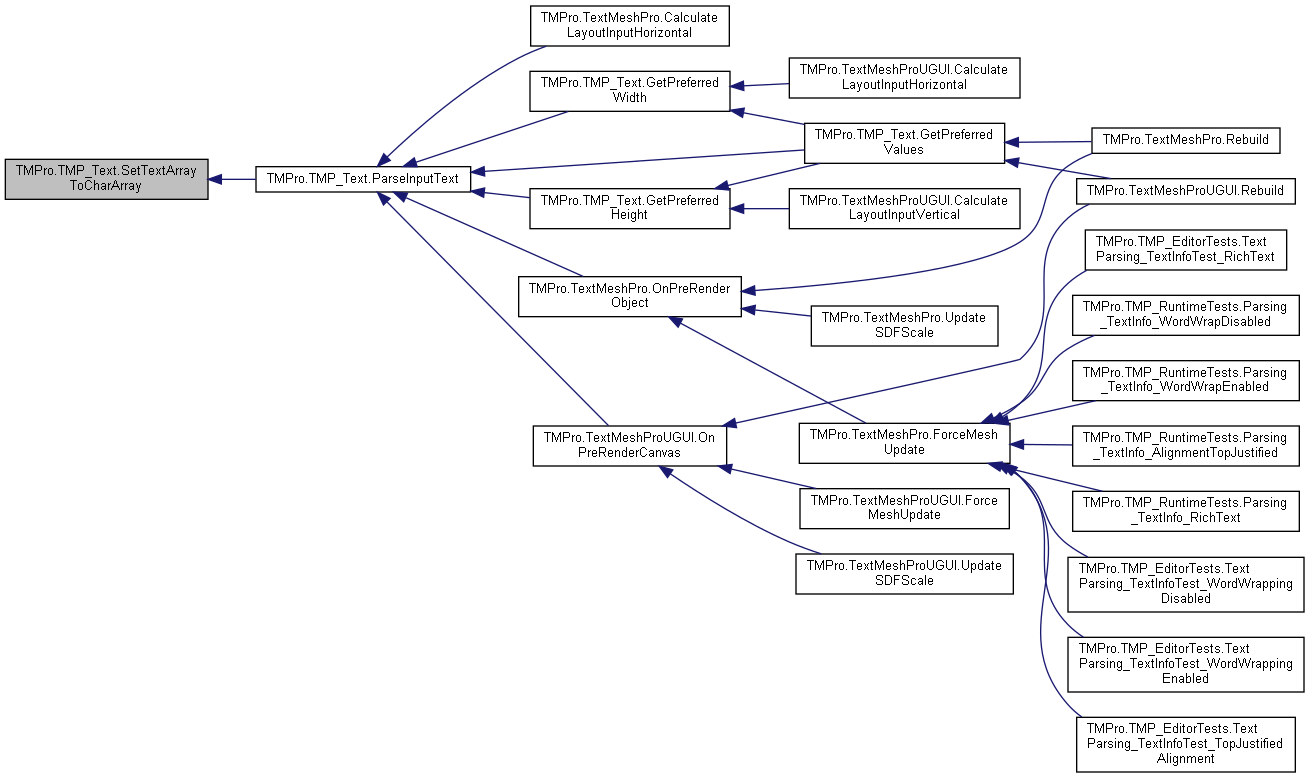 TMPro.TextMeshPro.Calculate
LayoutInputHorizontal
TMPro.TMP_Text.GetPreferred
Width
TMPro.TextMeshProUGUI.Calculate
LayoutInputHorizontal
TMPro.TMP_Text.GetPreferred
Values
TMPro.TextMeshPro.Rebuild
TMPro.TMP_Text.SetTextArray
ToCharArray
TMPro.TMP_Text.ParseInputText
TMPro.TextMeshProUGUI.Rebuild
TMPro.TMP_Text.GetPreferred
Height
TMPro.TextMeshProUGUI.Calculate
LayoutInputVertical
TMPro.TMP_EditorTests.Text
Parsing_TextInfoTest_RichText
TMPro.TextMeshPro.OnPreRender
Object
TMPro.TextMeshPro.Update
SDFScale
TMPro.TMP_RuntimeTests.Parsing
_TextInfo_WordWrapDisabled
TMPro.TMP_RuntimeTests.Parsing
_TextInfo_WordWrapEnabled
TMPro.TextMeshProUGUI.On
PreRenderCanvas
TMPro.TextMeshPro.ForceMesh
Update
TMPro.TMP_RuntimeTests.Parsing
_TextInfo_AlignmentTopJustified
TMPro.TextMeshProUGUI.Force
MeshUpdate
TMPro.TMP_RuntimeTests.Parsing
_TextInfo_RichText
TMPro.TextMeshProUGUI.Update
SDFScale
TMPro.TMP_EditorTests.Text
Parsing_TextInfoTest_WordWrapping
Disabled
TMPro.TMP_EditorTests.Text
Parsing_TextInfoTest_WordWrapping
Enabled
TMPro.TMP_EditorTests.Text
Parsing_TextInfoTest_TopJustified
Alignment